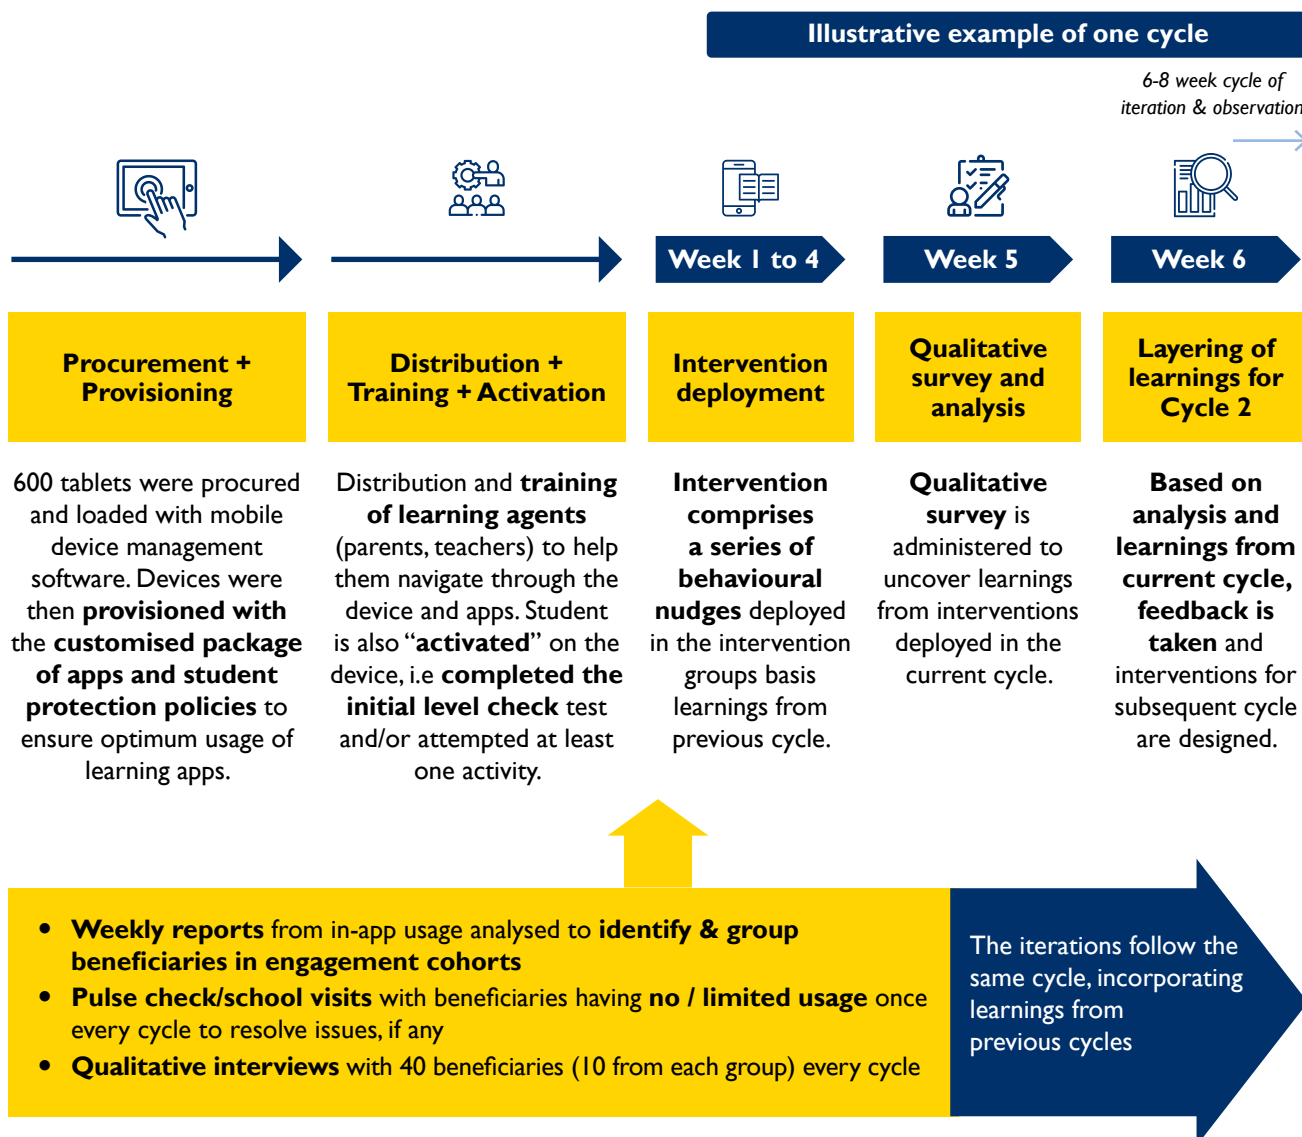 Illustrative example of one cycle
6-8 week cycle of
iteration & observation
Week 1 to 4
Week 5
Week 6
Procurement +
Provisioning
Distribution +
Training + Activation
Intervention
deployment
Qualitative
survey and
analysis
Layering of
learnings for
Cycle 2
600 tablets were procured
and loaded with mobile
device management
software. Devices were
then provisioned with
the customised package
of apps and student
protection policies to
ensure optimum usage of
learning apps.
Distribution and training
of learning agents
(parents, teachers) to help
them navigate through the
device and apps. Student
is also “activated” on the
device, i.e completed the
initial level check test
and/or attempted at least
one activity.
Intervention
comprises
a series of
behavioural
nudges deployed
in the intervention
groups basis
learnings from
previous cycle.
Qualitative
survey is
administered to
uncover learnings
from interventions
deployed in the
current cycle.
Based on
analysis and
learnings from
current cycle,
feedback is
taken and
interventions for
subsequent cycle
are designed.
• Weekly reports from in-app usage analysed to identify & group
beneficiaries in engagement cohorts
• Pulse check/school visits with beneficiaries having no / limited usage once
every cycle to resolve issues, if any
• Qualitative interviews with 40 beneficiaries (10 from each group) every cycle
The iterations follow the
same cycle, incorporating
learnings from
previous cycles